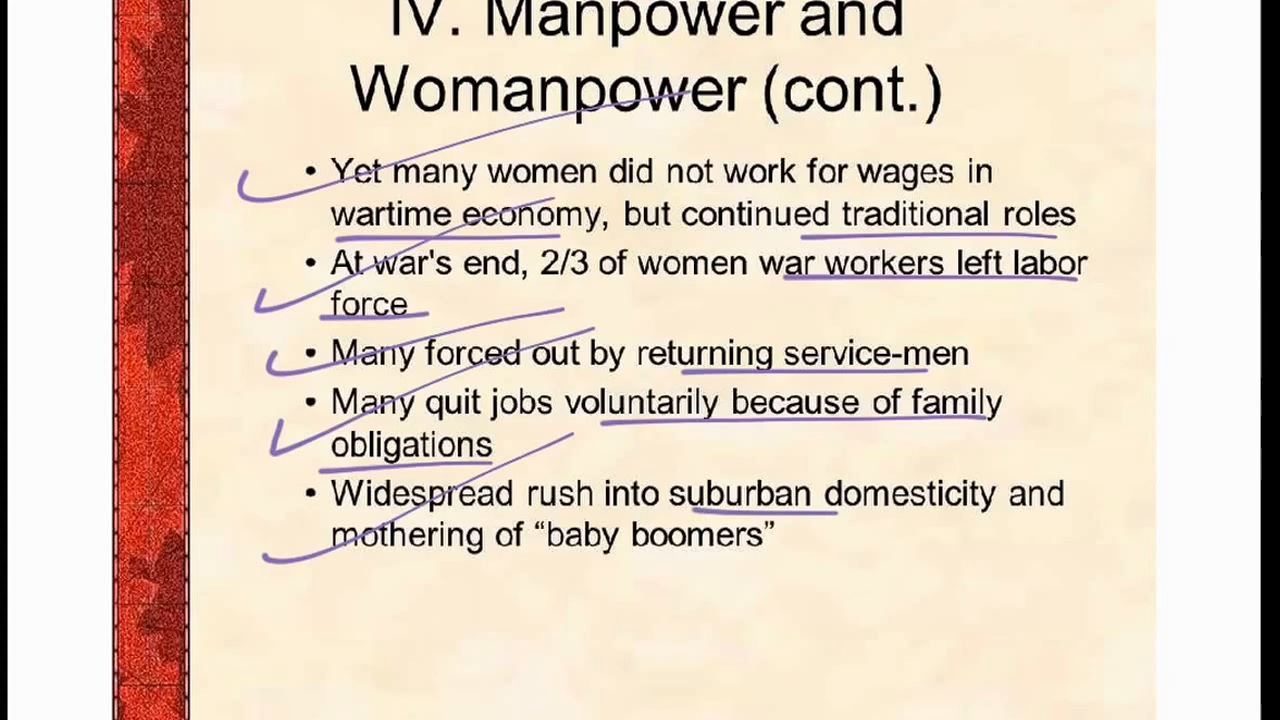 IV. Manpower and
Womanpower (cont.)
• Yet many women did not work for wages in
wartime economy, but continued traditional roles
• At war's end, 2/3 of women war workers left labor
force
• Many forced out by returning service-men
• Many quit jobs voluntarily because of family
obligations
• Widespread rush into suburban domesticity and
mothering of “baby boomers”